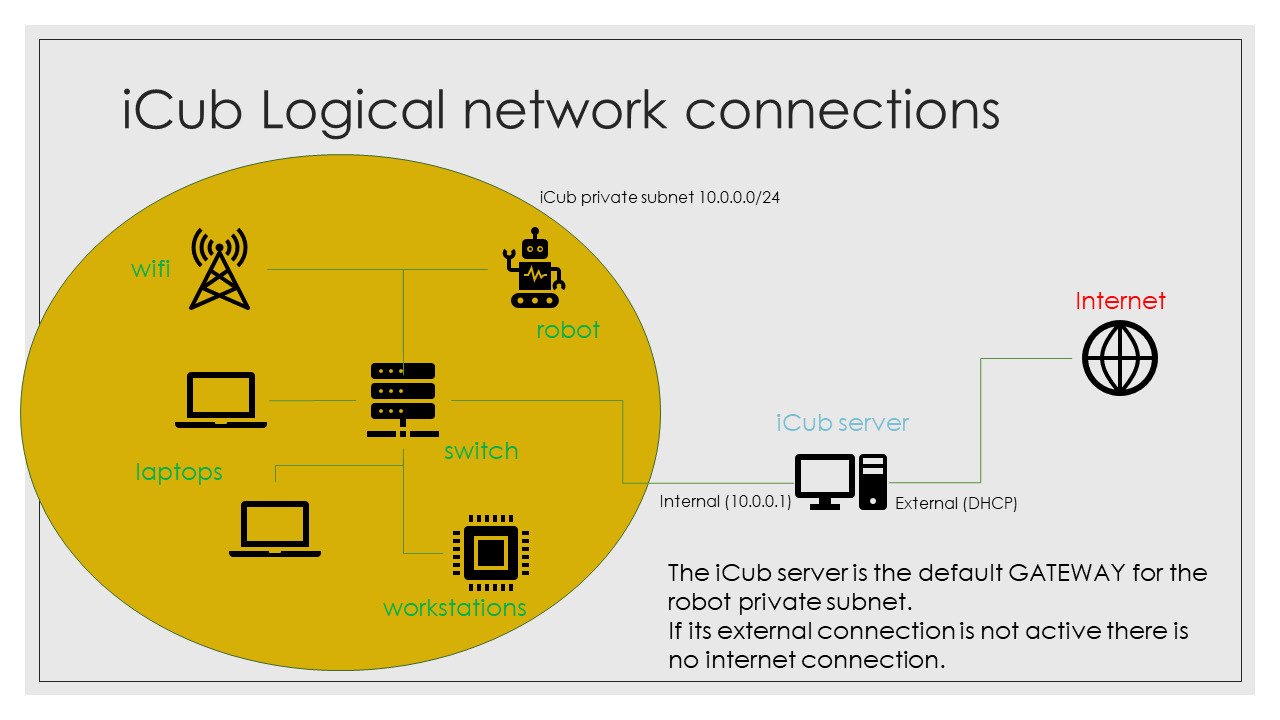 iCub Logical network connections
iCub private subnet 10.0.0.0/24
wifi
robot
Internet
iCub server
switch
laptops
Internal (10.0.0.1)
External (DHCP)
workstations
The iCub server is the default GATEWAY for the
robot private subnet.
If its external connection is not active there is
no internet connection.